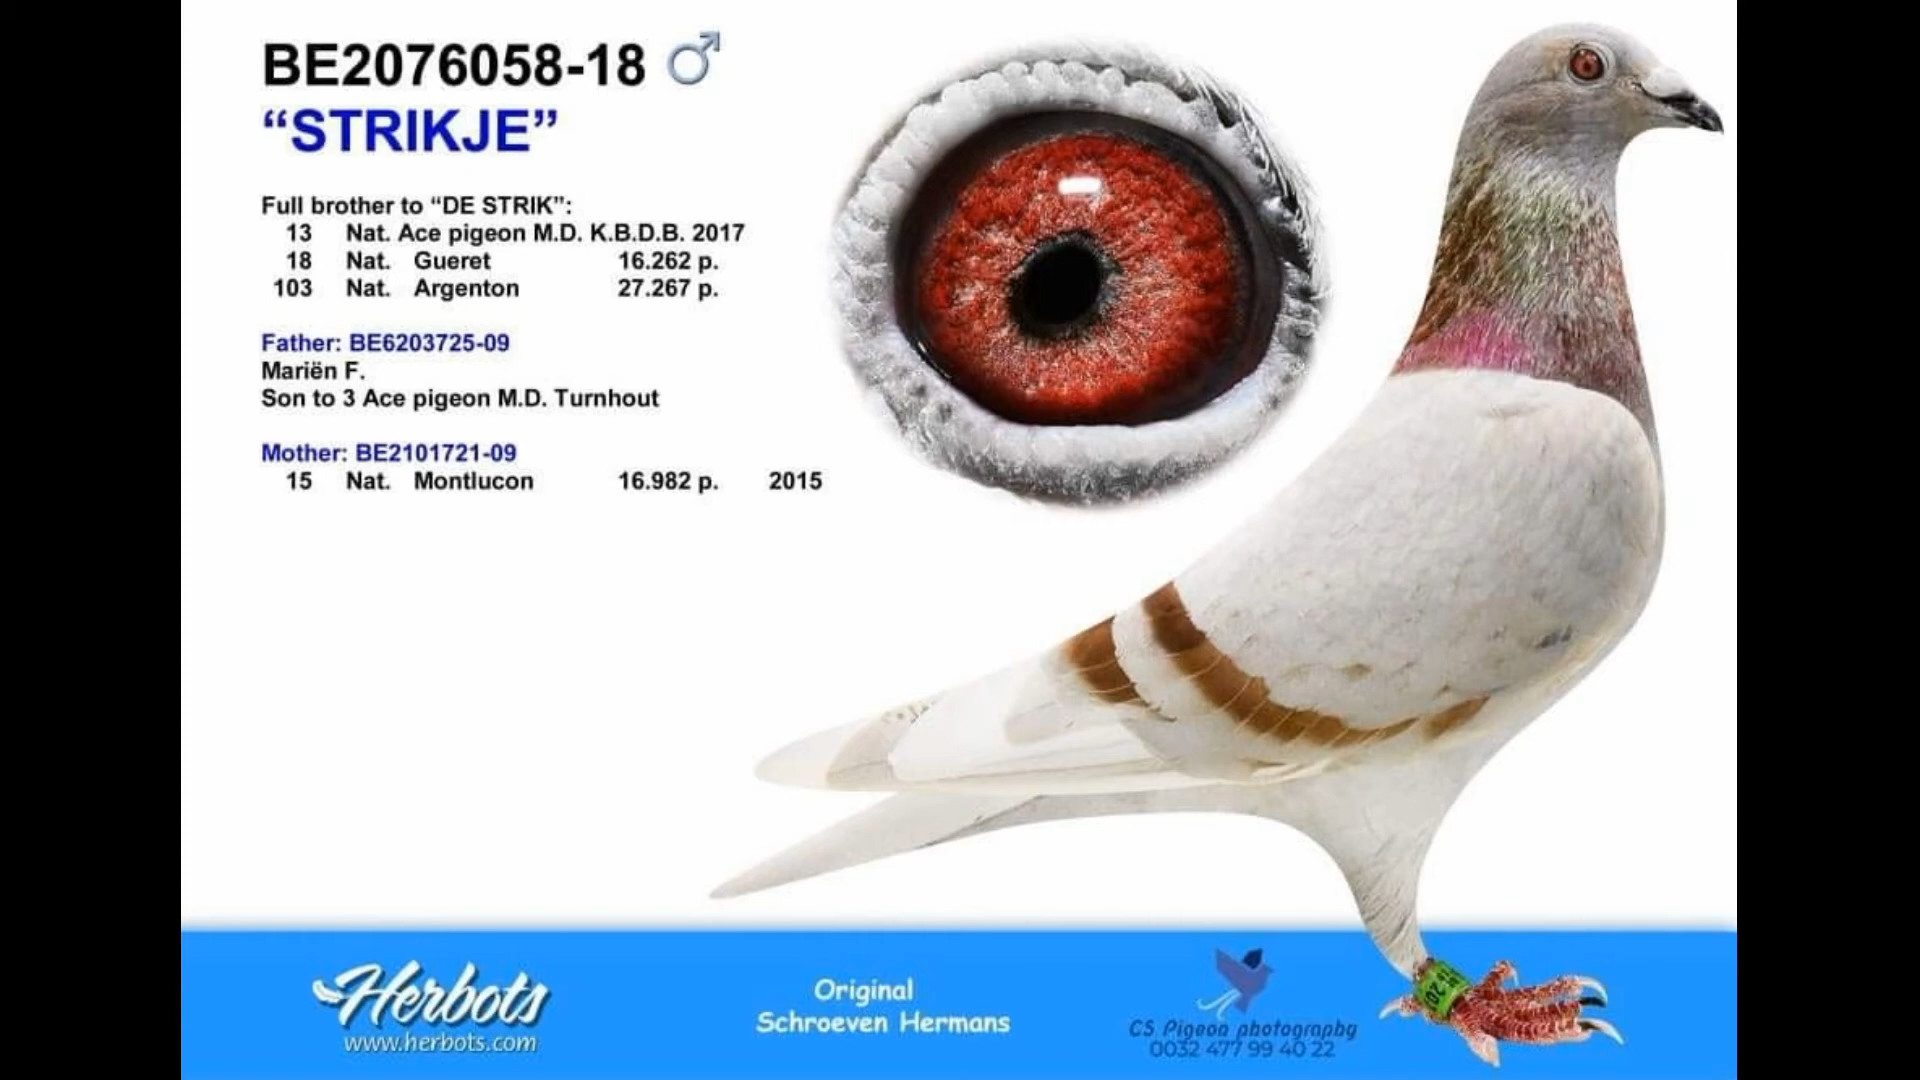 BE2076058-18 ♂
“STRIKJE”
Full brother to “DE STRIK”:
13 Nat. Ace pigeon M.D. K.B.D.B. 2017
18 Nat. Gueret 16.262 p.
103 Nat. Argenton 27.267 p.
Father: BE6203725-09
Mariën F.
Son to 3 Ace pigeon M.D. Turnhout
Mother: BE2101721-09
15 Nat. Montlucon 16.982 p. 2015
Herbots
www.herbots.com
Original
Schroeven Hermans
CS Pigeon photography
0032 477 99 40 22